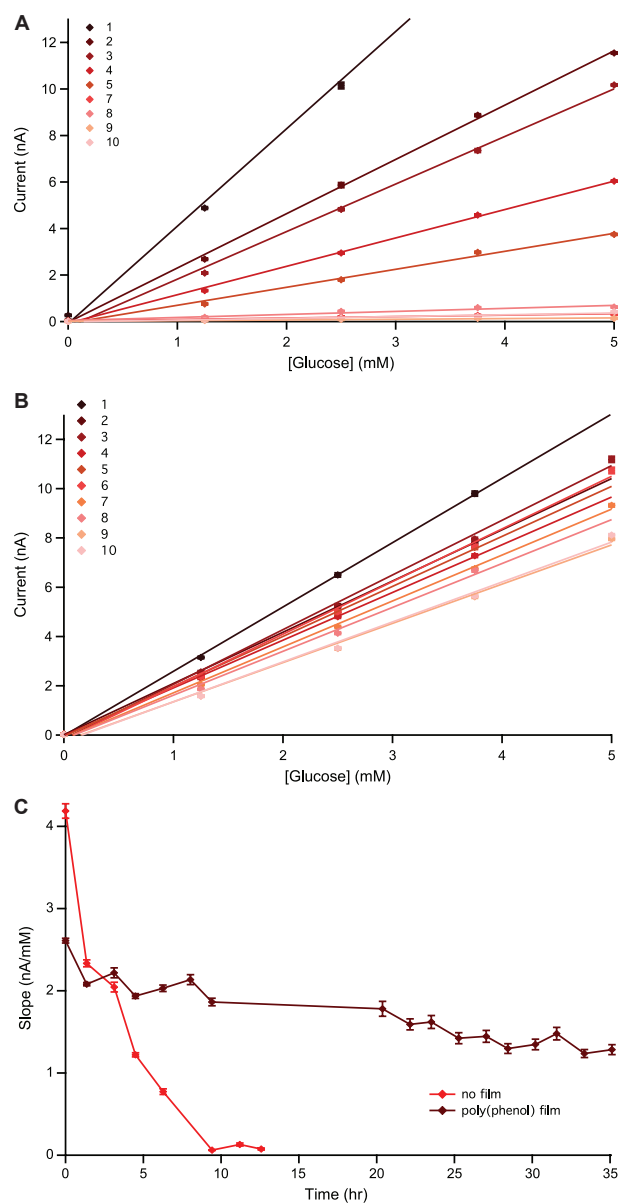 A
1
2
3
4
5
7
8
9
10
12
10
8
6
4
2
0
Current (nA)
0 1 2 3 4 5
[Glucose] (mM)
B
1
2
3
4
5
6
7
8
9
10
12
10
8
6
4
2
0
Current (nA)
0 1 2 3 4 5
[Glucose] (mM)
C
4
3
2
1
0
Slope (nA/mM)
no film
poly(phenol) film
0 5 10 15 20 25 30 35
Time (hr)